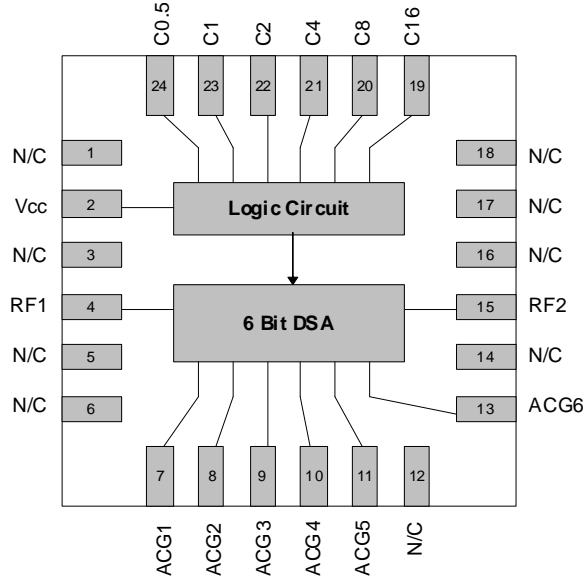 C0.5 C1 C2 C4 C8 C16
24 23 22 21 20 19
N/C 1 18 N/C
Logic Circuit
Vcc 2 17 N/C
N/C 3 16 N/C
RF1 4 15 RF2
6 Bit DSA
N/C 5 14 N/C
N/C 6 13 ACG6
7 8 9 10 11 12
ACG1 ACG2 ACG3 ACG4 ACG5 N/C